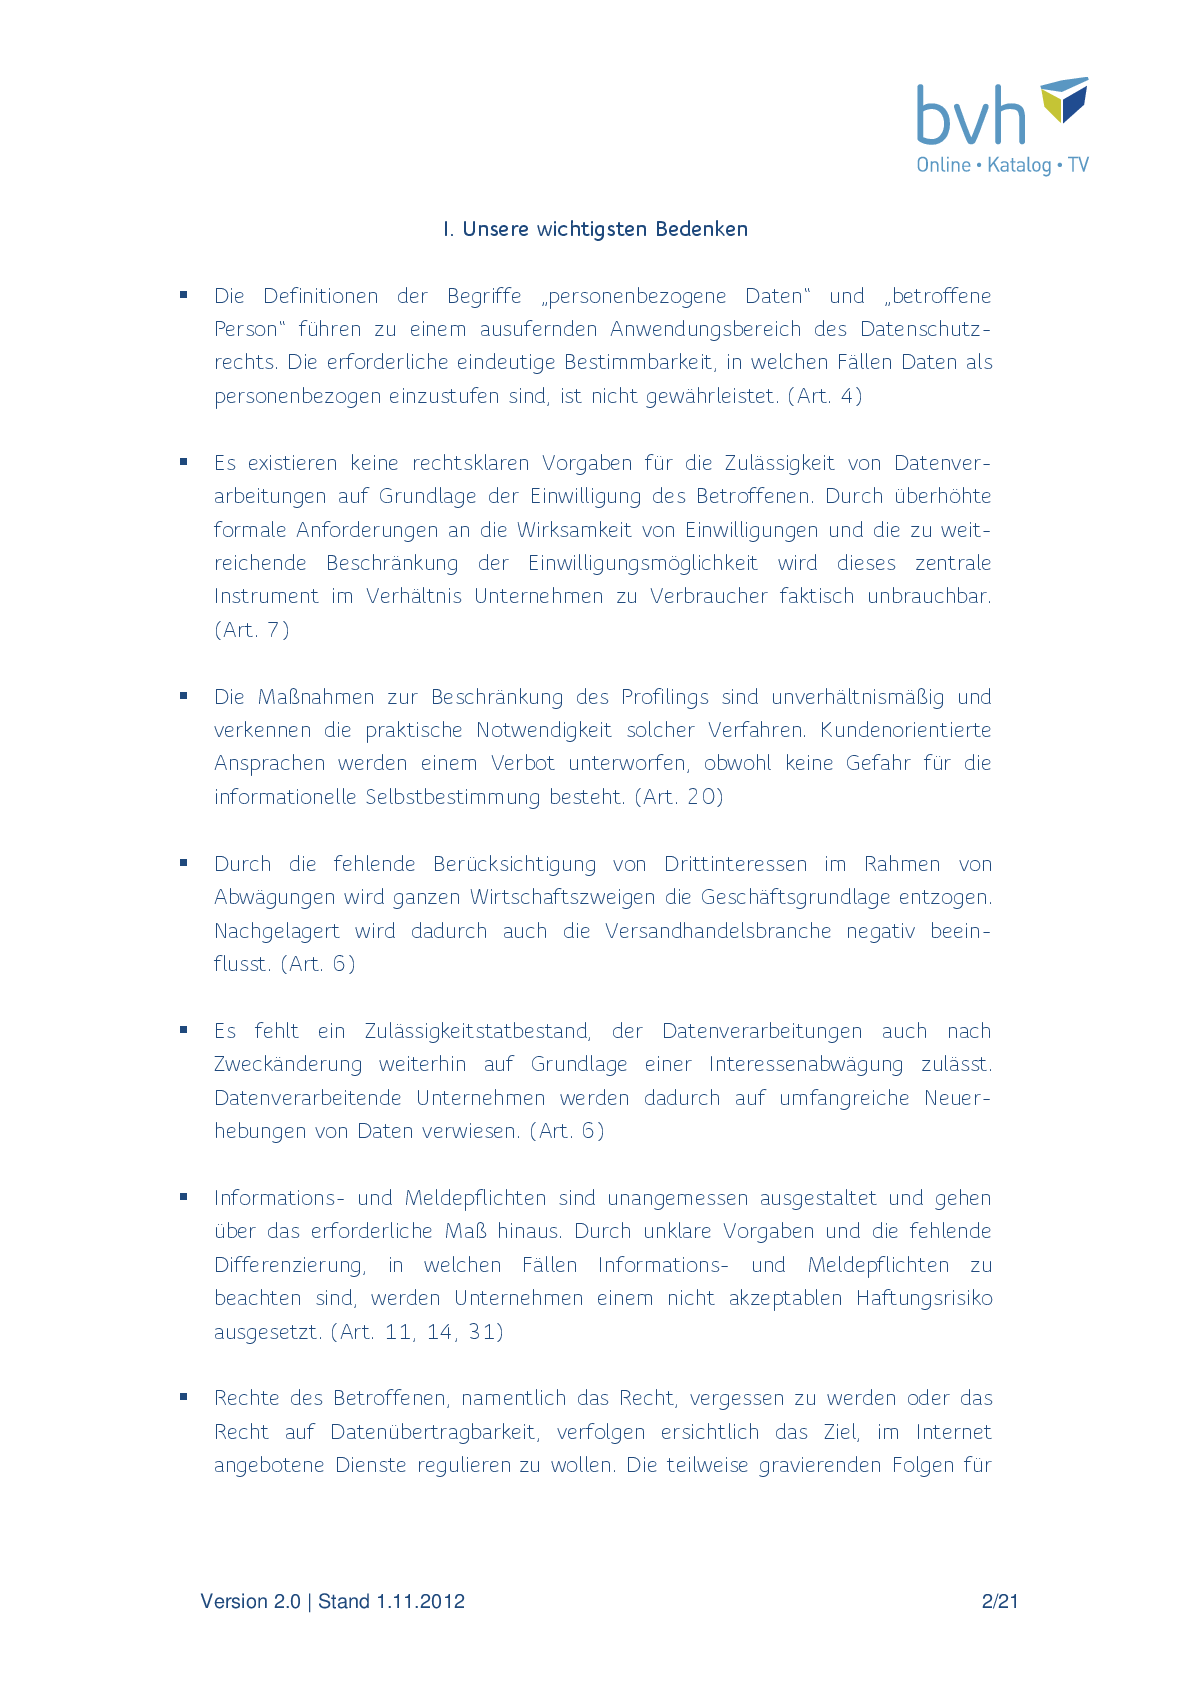 bvh
Online • Katalog • TV
I. Unsere wichtigsten Bedenken
▪ Die Definitionen der Begriffe „personenbezogene Daten“ und „betroffene
Person“ führen zu einem ausufernden Anwendungsbereich des Datenschutz-
rechts. Die erforderliche eindeutige Bestimmbarkeit, in welchen Fällen Daten als
personenbezogen einzustufen sind, ist nicht gewährleistet. (Art. 4)
▪ Es existieren keine rechtsklaren Vorgaben für die Zulässigkeit von Datenver-
arbeitungen auf Grundlage der Einwilligung des Betroffenen. Durch überhöhte
formale Anforderungen an die Wirksamkeit von Einwilligungen und die zu weit-
reichende Beschränkung der Einwilligungsmöglichkeit wird dieses zentrale
Instrument im Verhältnis Unternehmen zu Verbraucher faktisch unbrauchbar.
(Art. 7)
▪ Die Maßnahmen zur Beschränkung des Profilings sind unverhältnismäßig und
verkennen die praktische Notwendigkeit solcher Verfahren. Kundenorientierte
Ansprachen werden einem Verbot unterworfen, obwohl keine Gefahr für die
informationelle Selbstbestimmung besteht. (Art. 20)
▪ Durch die fehlende Berücksichtigung von Drittinteressen im Rahmen von
Abwägungen wird ganzen Wirtschaftszweigen die Geschäftsgrundlage entzogen.
Nachgelagert wird dadurch auch die Versandhandelsbranche negativ beein-
flusst. (Art. 6)
▪ Es fehlt ein Zulässigkeitstatbestand, der Datenverarbeitungen auch nach
Zweckänderung weiterhin auf Grundlage einer Interessenabwägung zulässt.
Datenverarbeitende Unternehmen werden dadurch auf umfangreiche Neuer-
hebungen von Daten verwiesen. (Art. 6)
▪ Informations- und Meldepflichten sind unangemessen ausgestaltet und gehen
über das erforderliche Maß hinaus. Durch unklare Vorgaben und die fehlende
Differenzierung, in welchen Fällen Informations- und Meldepflichten zu
beachten sind, werden Unternehmen einem nicht akzeptablen Haftungsrisiko
ausgesetzt. (Art. 11, 14, 31)
▪ Rechte des Betroffenen, namentlich das Recht, vergessen zu werden oder das
Recht auf Datenübertragbarkeit, verfolgen ersichtlich das Ziel, im Internet
angebotene Dienste regulieren zu wollen. Die teilweise gravierenden Folgen für
Version 2.0 | Stand 1.11.2012 2/21